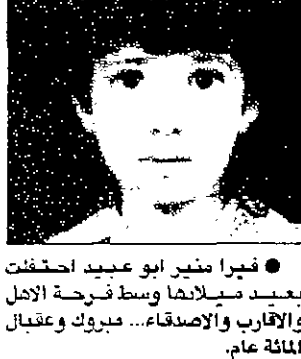 ● فيرا منير ابو عبيد احتفلت
بعيد ميلادها وسط فرحة الاهل
والاقارب والاصدقاء... مبروك وعقبال
المائة عام.